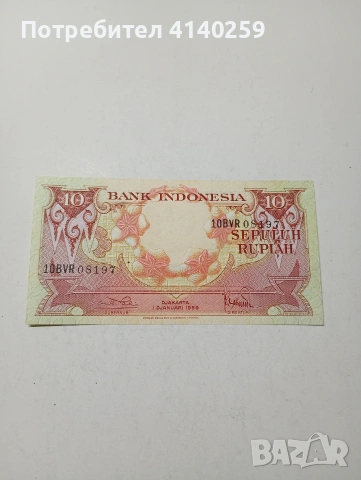 Потребител 4140259
BANK INDONESIA
10 10
10BVR 08197
SEPULUH
RUPIAH
10BVR 08197
DJAKARTA
1 DJANUARI 1959
BAZAR